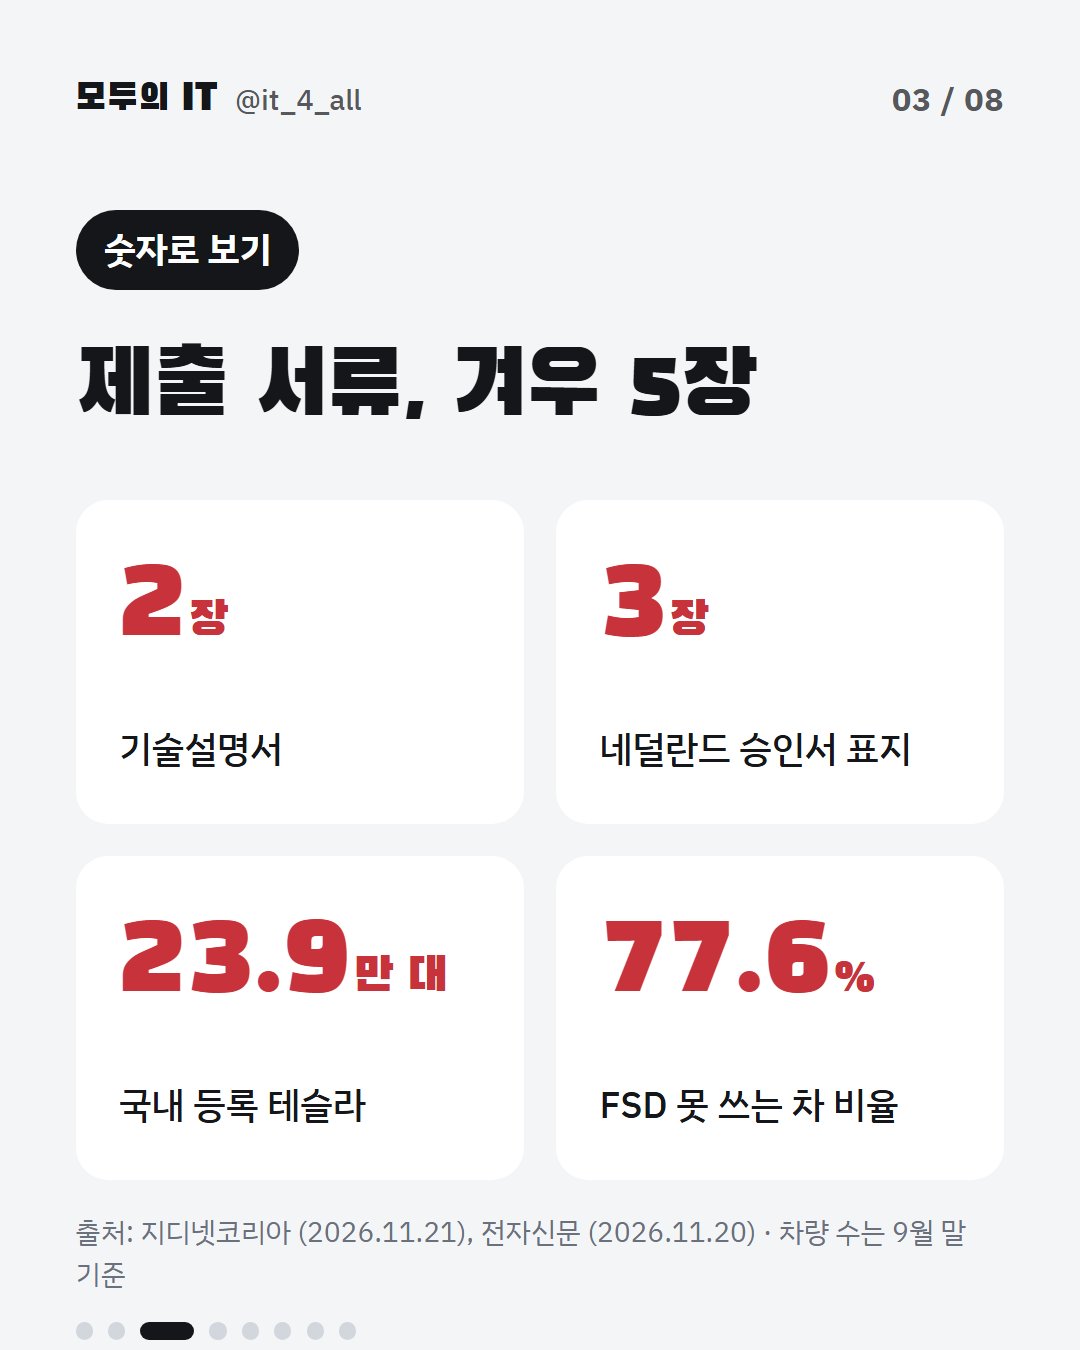 모두의 IT @it_4_all
03 / 08
숫자로 보기
제출 서류, 겨우 5장
2장
기술설명서
3장
네덜란드 승인서 표지
23.9만 대
국내 등록 테슬라
77.6%
FSD 못 쓰는 차 비율
출처: 지디넷코리아 (2026.11.21), 전자신문 (2026.11.20) · 차량 수는 9월 말
기준